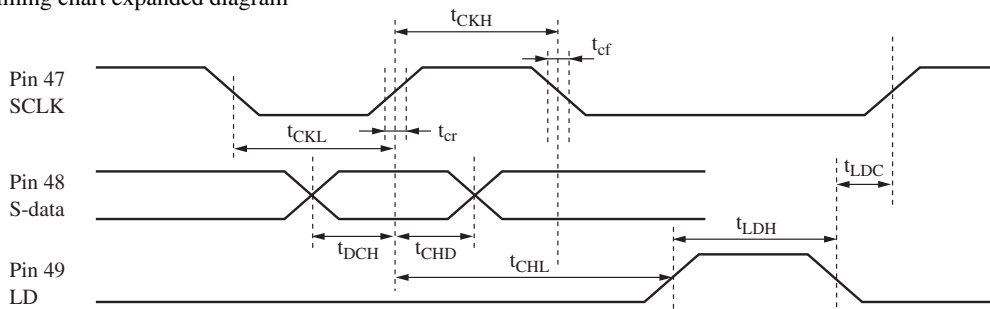 timing chart expanded diagram
tCKH
tcf
Pin 47
SCLK
tCKL
tcr
Pin 48
S-data
tLDC
tDCH
tCHD
tLDH
tCHL
Pin 49
LD